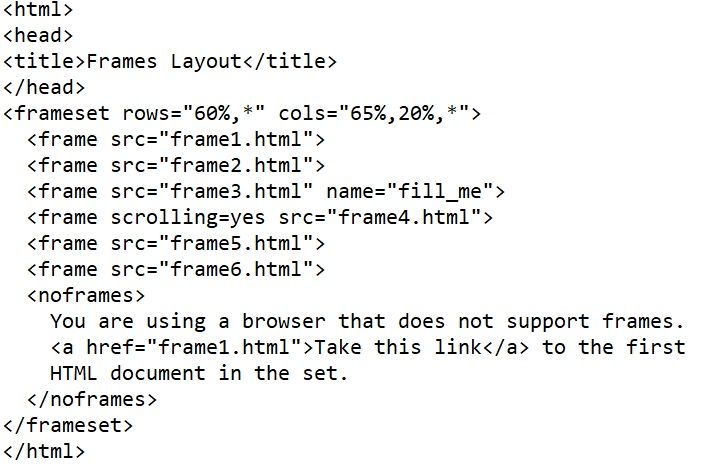 <html>
<head>
<title>Frames Layout</title>
</head>
<frameset rows="60%,*" cols="65%,20%,*">
  <frame src="frame1.html">
  <frame src="frame2.html">
  <frame src="frame3.html" name="fill_me">
  <frame scrolling=yes src="frame4.html">
  <frame src="frame5.html">
  <frame src="frame6.html">
  <noframes>
    You are using a browser that does not support frames.
    <a href="frame1.html">Take this link</a> to the first
    HTML document in the set.
  </noframes>
</frameset>
</html>